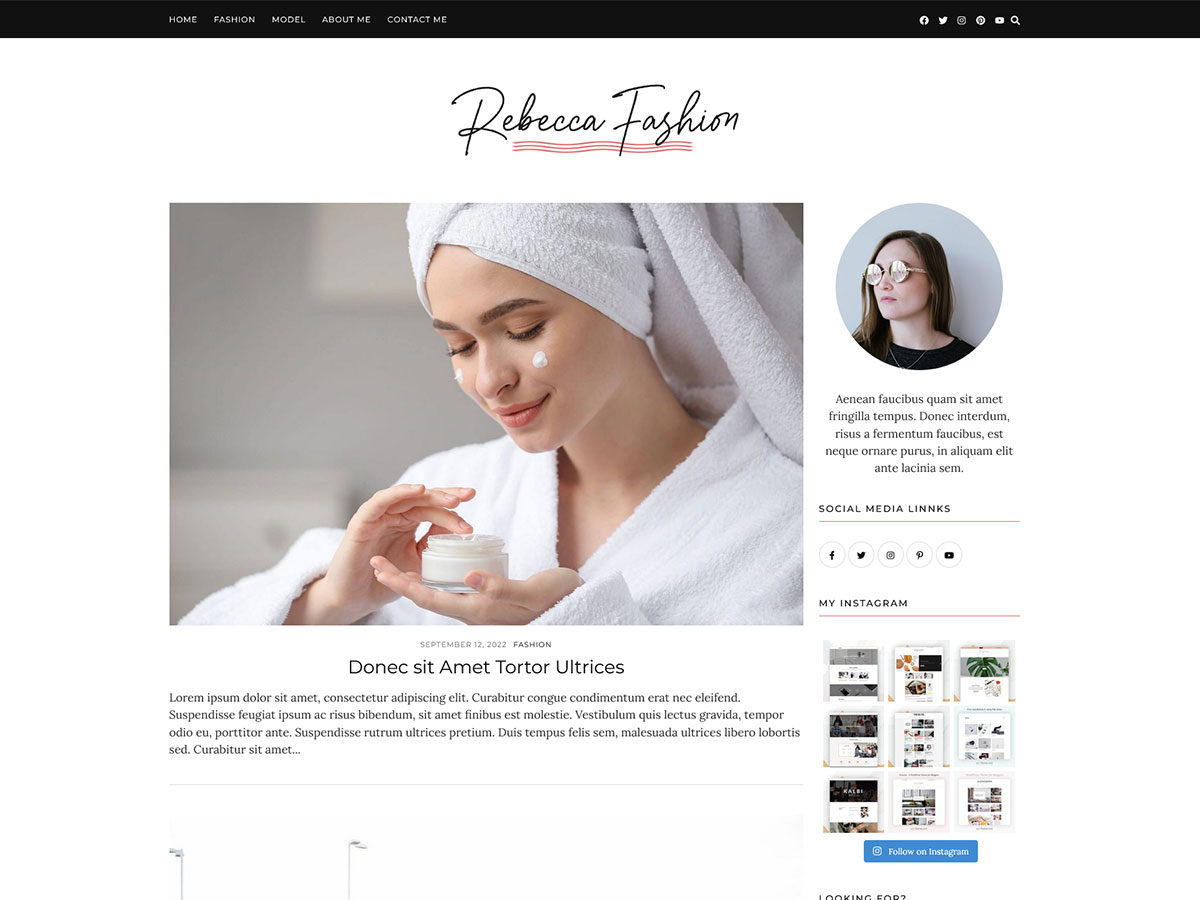 HOME FASHION MODEL ABOUT ME CONTACT ME
Rebecca Fashion
SEPTEMBER 12, 2022 FASHION
Donec sit Amet Tortor Ultrices
Lorem ipsum dolor sit amet, consectetur adipiscing elit. Curabitur congue condimentum erat nec eleifend.
Suspendisse feugiat ipsum ac risus bibendum, sit amet finibus est molestie. Vestibulum quis lectus gravida, tempor
odio eu, porttitor ante. Suspendisse rutrum ultrices pretium. Duis tempus felis sem, malesuada ultrices libero lobortis
sed. Curabitur sit amet...
Aenean faucibus quam sit amet
fringilla tempus. Donec interdum,
risus a fermentum faucibus, est
neque ornare purus, in aliquam elit
ante lacinia sem.
SOCIAL MEDIA LINNKS
MY INSTAGRAM
KALBI
Follow on Instagram
LOOKING FOR?